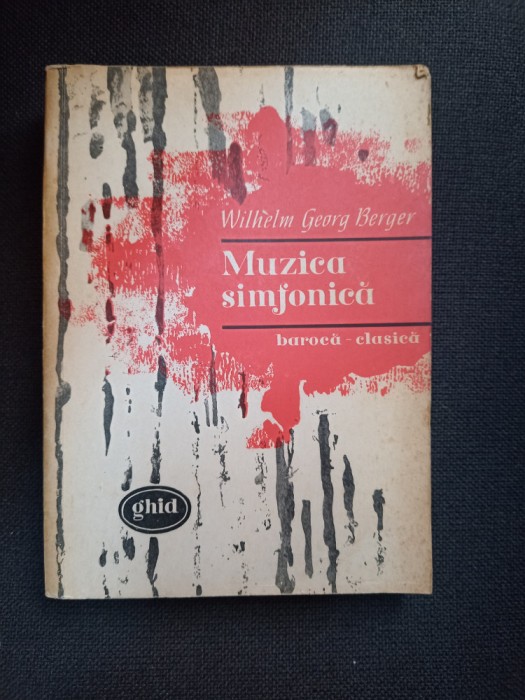 Wilhelm Georg Berger
Muzica
simfonică
barocă - clasică
ghid